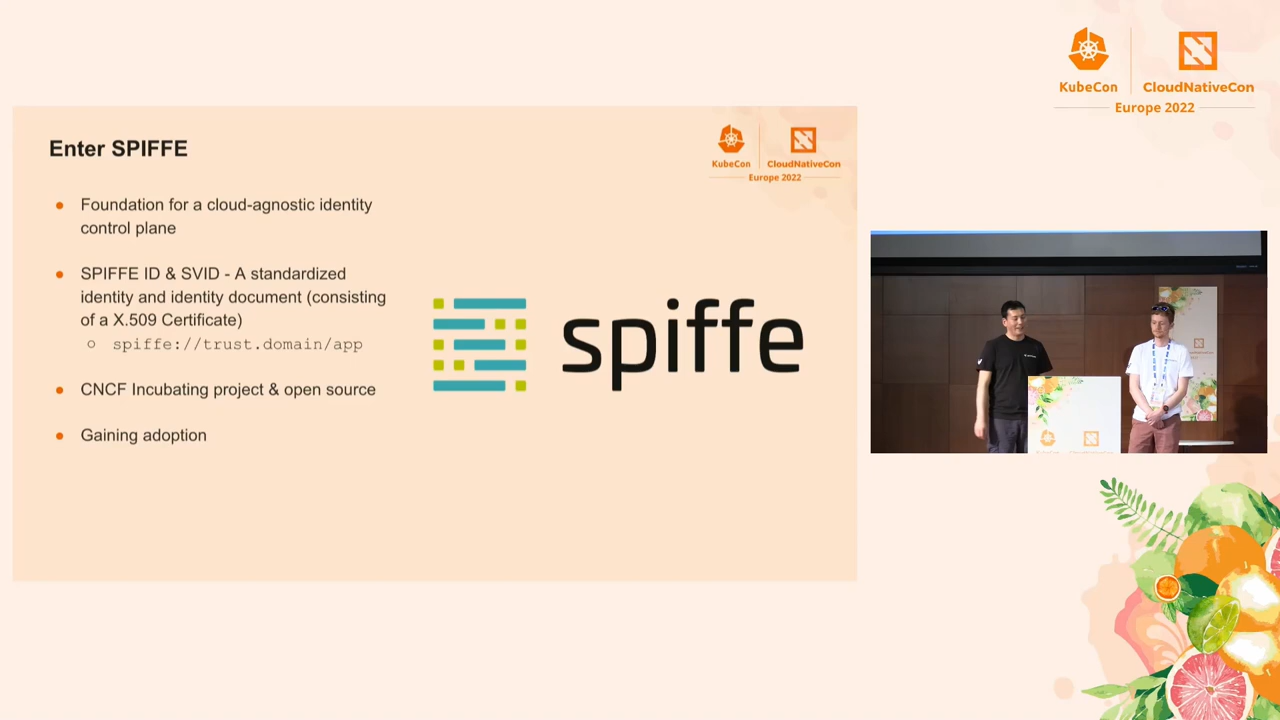 KubeCon
CloudNativeCon
Europe 2022
Enter SPIFFE
KubeCon
CloudNativeCon
Europe 2022
Foundation for a cloud-agnostic identity
control plane
SPIFFE ID & SVID - A standardized
identity and identity document (consisting
of a X.509 Certificate)
spiffe://trust.domain/app
CNCF Incubating project & open source
Gaining adoption
spiffe